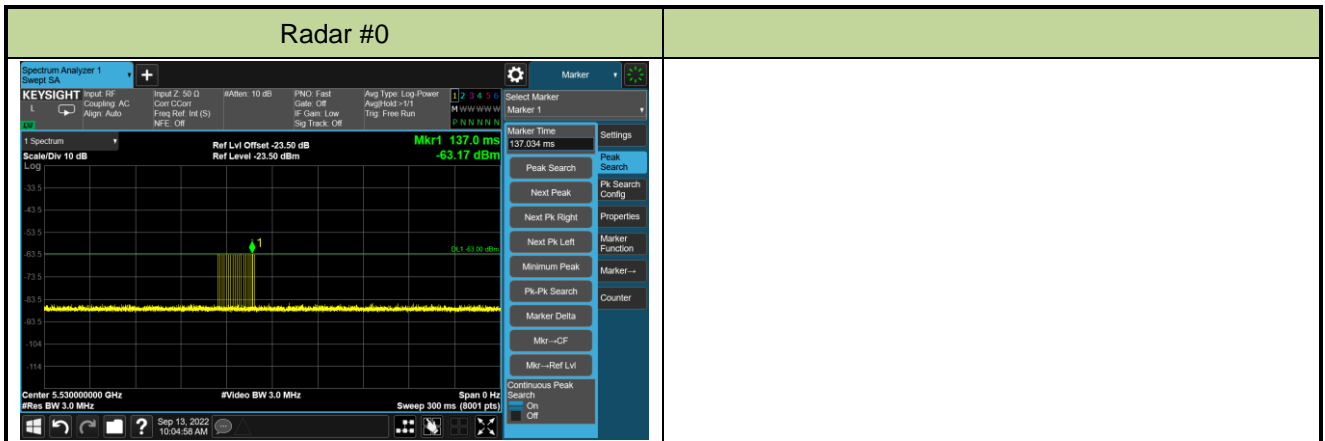 Radar #0
Spectrum Analyzer 1
Swept SA
Marker
KEYSIGHT
L
Input: RF
Coupling: AC
Align: Auto
Input Z: 50 Ω
Corr CCorr
Freq Ref: Int (S)
NFE: Off
#Atten: 10 dB
PNO: Fast
Gate: Off
IF Gain: Low
Sig Track: Off
Avg Type: Log-Power
Avg|Hold:>1/1
Trig: Free Run
1 2 3 4 5 6
M W W W W W
P N N N N N
Select Marker
Marker 1
1 Spectrum
Scale/Div 10 dB
Log
Ref Lvl Offset -23.50 dB
Ref Level -23.50 dBm
Mkr1 137.0 ms
-63.17 dBm
Marker Time
137.034 ms
Peak Search
Next Peak
Next Pk Right
Next Pk Left
Minimum Peak
Pk-Pk Search
Marker Delta
Mkr→CF
Mkr→Ref Lvl
Continuous Peak
Search
On
Off
Settings
Peak
Search
Pk Search
Config
Properties
Marker
Function
Marker→
Counter
-33.5
-43.5
-53.5
-63.5
-73.5
-83.5
-93.5
-104
-114
1
DL1 -63.00 dBm
Center 5.530000000 GHz
#Res BW 3.0 MHz
#Video BW 3.0 MHz
Span 0 Hz
Sweep 300 ms (8001 pts)
?
Sep 13, 2022
10:04:58 AM